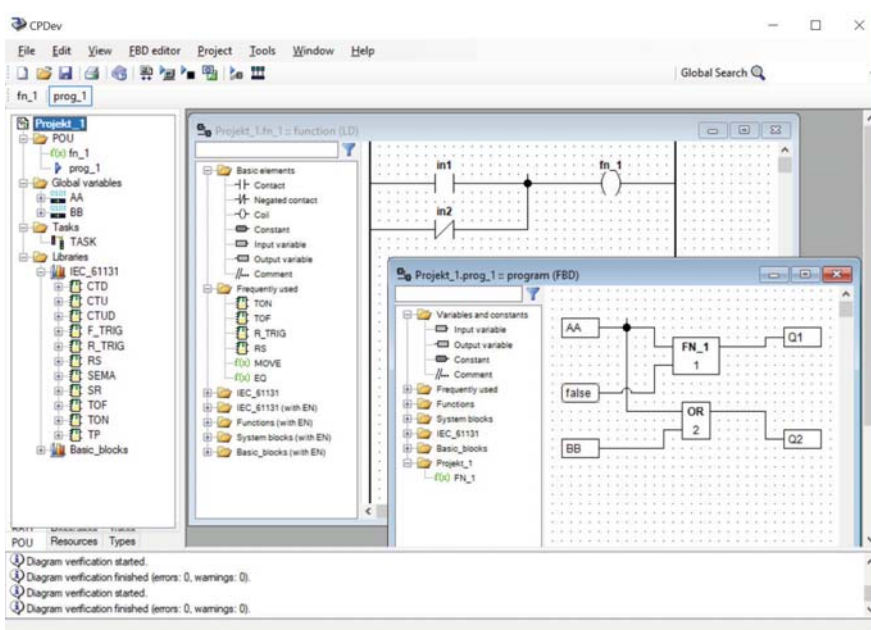 CPDev
File Edit View FBD editor Project Tools Window Help
Global Search
fn_1 prog_1
Projekt_1
POU
f(x) fn_1
prog_1
Global variables
AA
BB
Tasks
TASK
Libraries
IEC_61131
CTD
CTU
CTUD
F_TRIG
R_TRIG
RS
SEMA
SR
TOF
TON
TP
Basic_blocks
POU Resources Types
Projekt_1.fn_1 :: function (LD)
Basic elements
Contact
Negated contact
Coil
Constant
Input variable
Output variable
Comment
Frequently used
TON
TOF
R_TRIG
RS
f(x) MOVE
f(x) EQ
IEC_61131
IEC_61131 (with EN)
Functions (with EN)
System blocks (with EN)
Basic_blocks (with EN)
in1 fn_1
in2
Projekt_1.prog_1 :: program (FBD)
Variables and constants
Input variable
Output variable
Constant
Comment
Frequently used
Functions
System blocks
IEC_61131
Basic_blocks
Projekt_1
f(x) FN_1
AA
FN_1
1
Q1
false
OR
2
Q2
BB
Diagram verification started.
Diagram verification finished (errors: 0, warnings: 0).
Diagram verification started.
Diagram verification finished (errors: 0, warnings: 0).